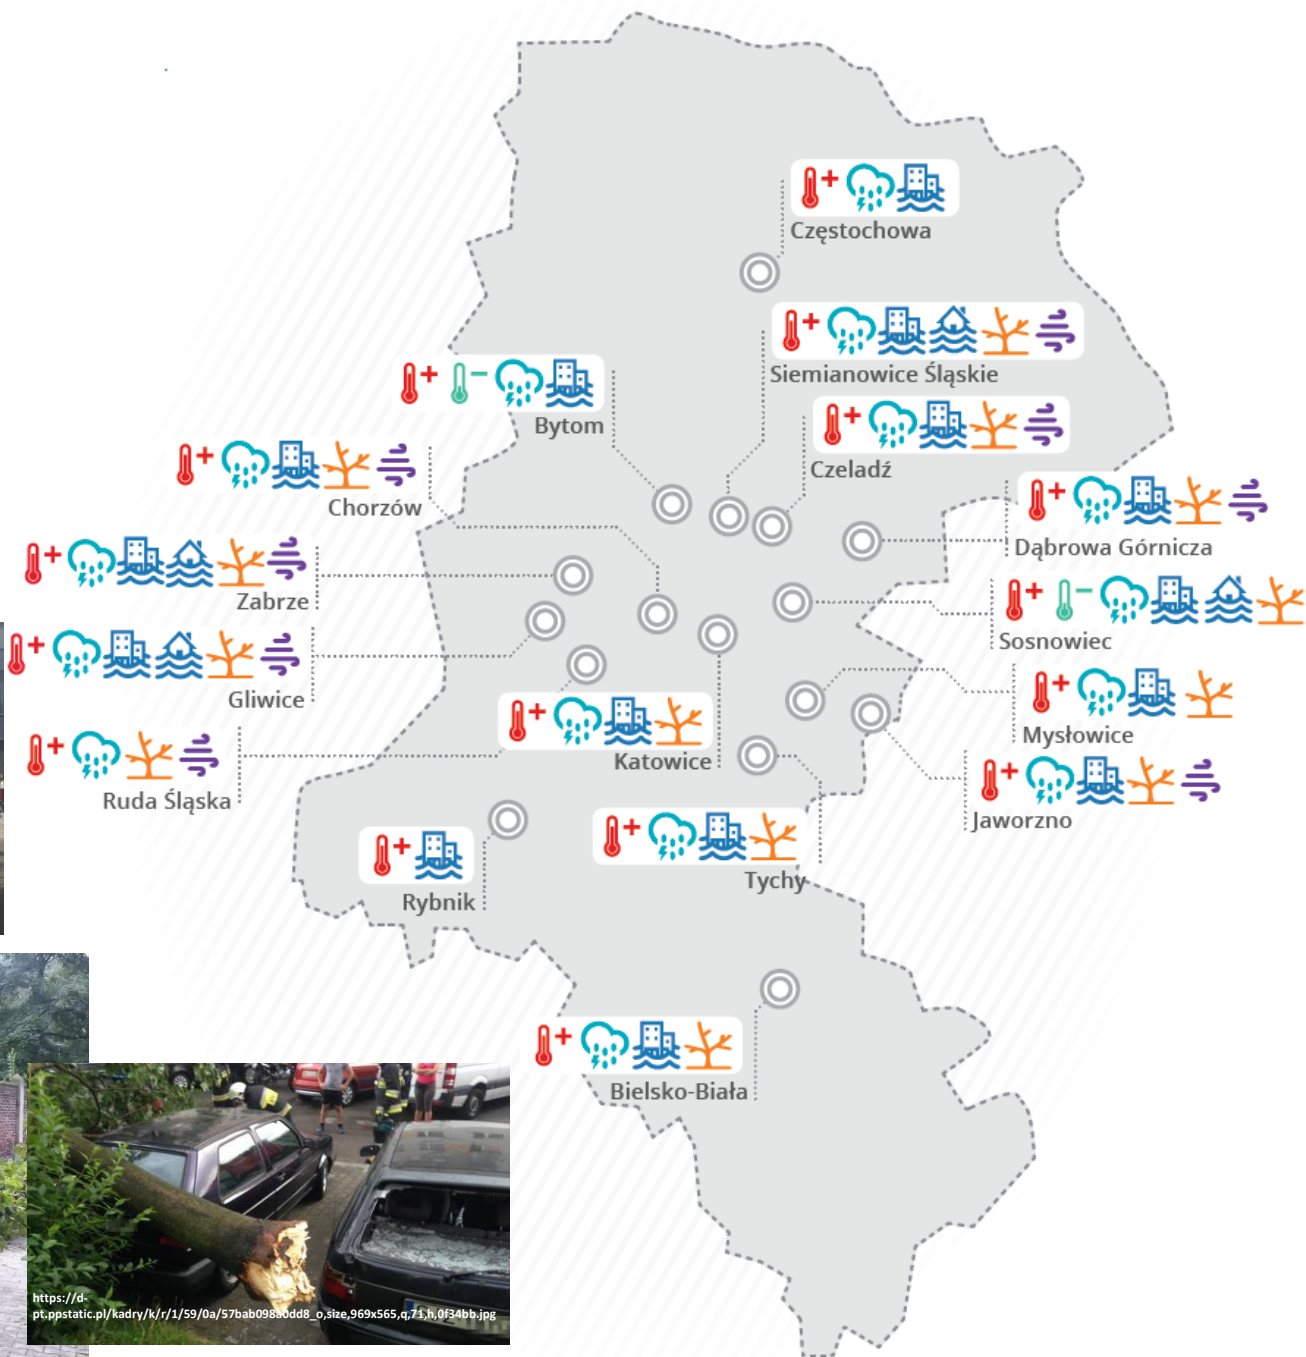 Częstochowa
Siemianowice Śląskie
Bytom
Czeladź
Chorzów
Dąbrowa Górnicza
Zabrze
Sosnowiec
Gliwice
Mysłowice
Katowice
Ruda Śląska
Jaworzno
Tychy
Rybnik
Bielsko-Biała
https://d-
pt.ppstatic.pl/kadry/k/r/1/59/0a/57bab098a0dd8_o,size,969x565,q,71,h,0f34bb.jpg